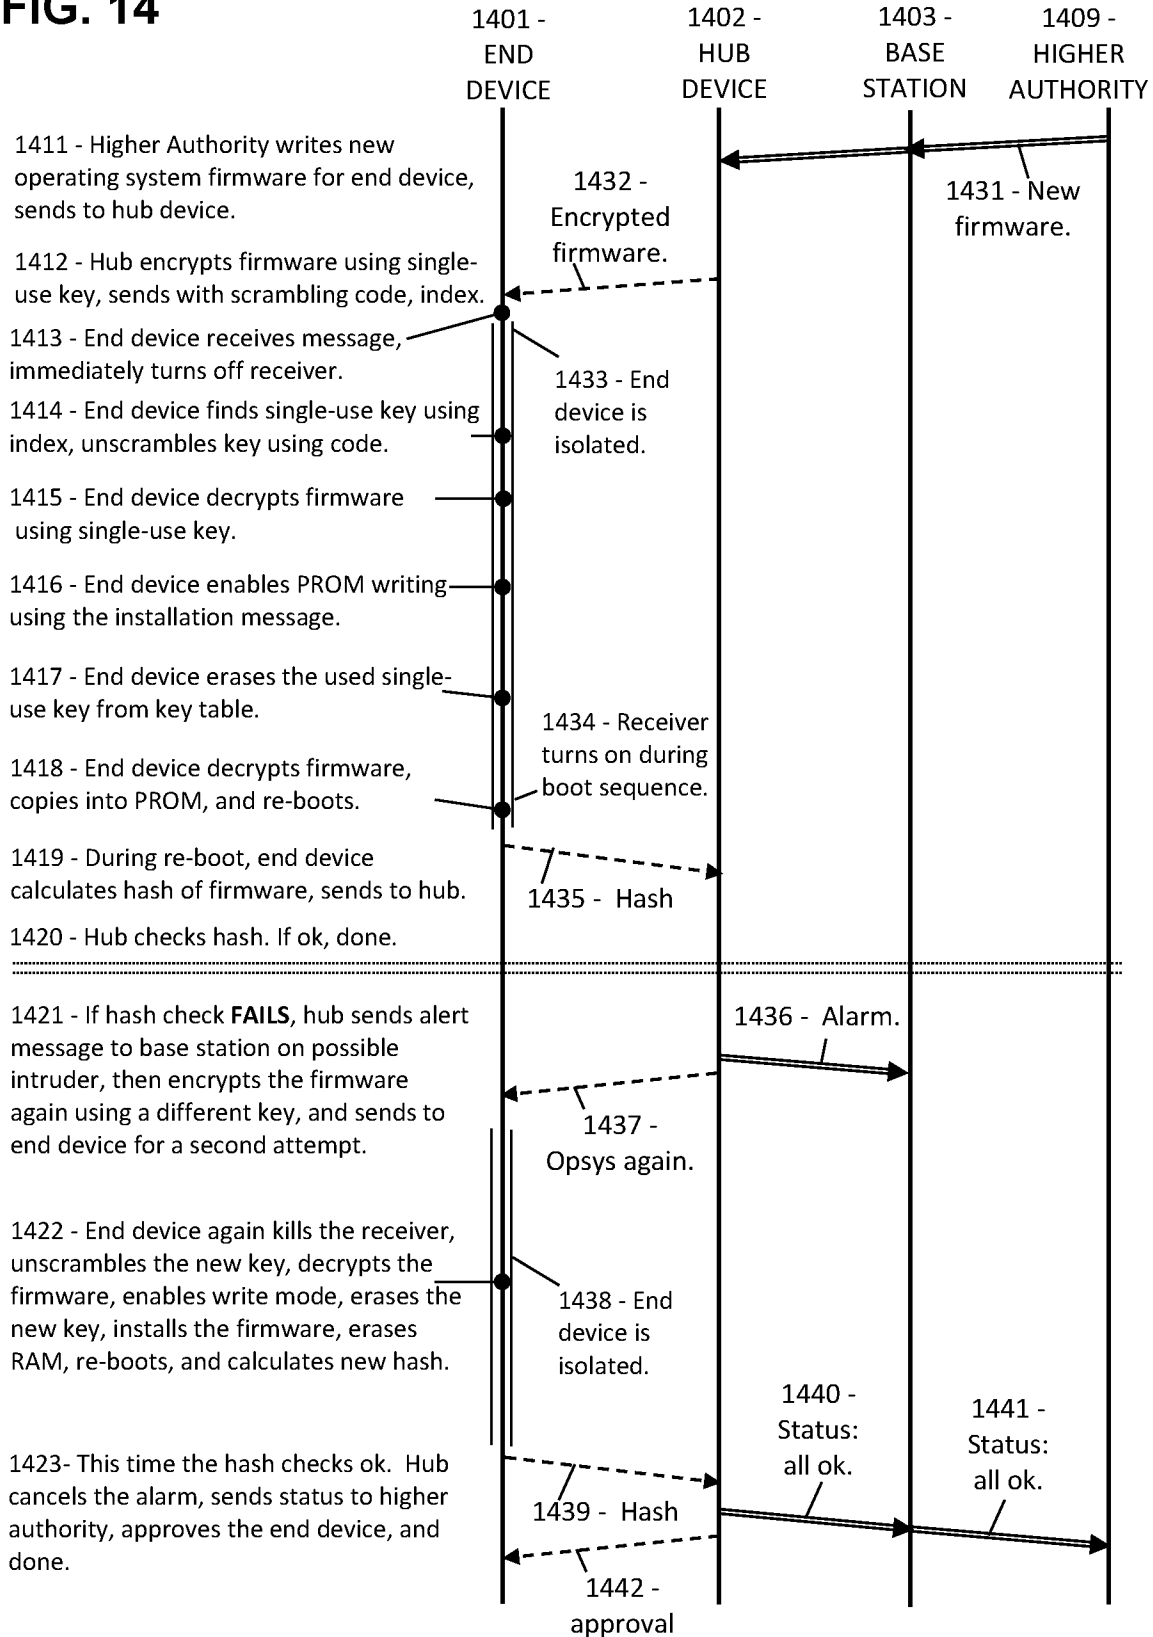 FIG. 14
1401 -
END
DEVICE
1402 -
HUB
DEVICE
1403 -
BASE
STATION
1409 -
HIGHER
AUTHORITY
1411 - Higher Authority writes new
operating system firmware for end device,
sends to hub device.
1431 - New
firmware.
1432 -
Encrypted
firmware.
1412 - Hub encrypts firmware using single-
use key, sends with scrambling code, index.
1413 - End device receives message,
immediately turns off receiver.
1433 - End
device is
isolated.
1414 - End device finds single-use key using
index, unscrambles key using code.
1415 - End device decrypts firmware
using single-use key.
1416 - End device enables PROM writing
using the installation message.
1417 - End device erases the used single-
use key from key table.
1434 - Receiver
turns on during
boot sequence.
1418 - End device decrypts firmware,
copies into PROM, and re-boots.
1419 - During re-boot, end device
calculates hash of firmware, sends to hub.
1435 - Hash
1420 - Hub checks hash. If ok, done.
1421 - If hash check FAILS, hub sends alert
message to base station on possible
intruder, then encrypts the firmware
again using a different key, and sends to
end device for a second attempt.
1436 - Alarm.
1437 -
Opsys again.
1422 - End device again kills the receiver,
unscrambles the new key, decrypts the
firmware, enables write mode, erases the
new key, installs the firmware, erases
RAM, re-boots, and calculates new hash.
1438 - End
device is
isolated.
1440 -
Status:
all ok.
1441 -
Status:
all ok.
1423- This time the hash checks ok. Hub
cancels the alarm, sends status to higher
authority, approves the end device, and
done.
1439 - Hash
1442 -
approval